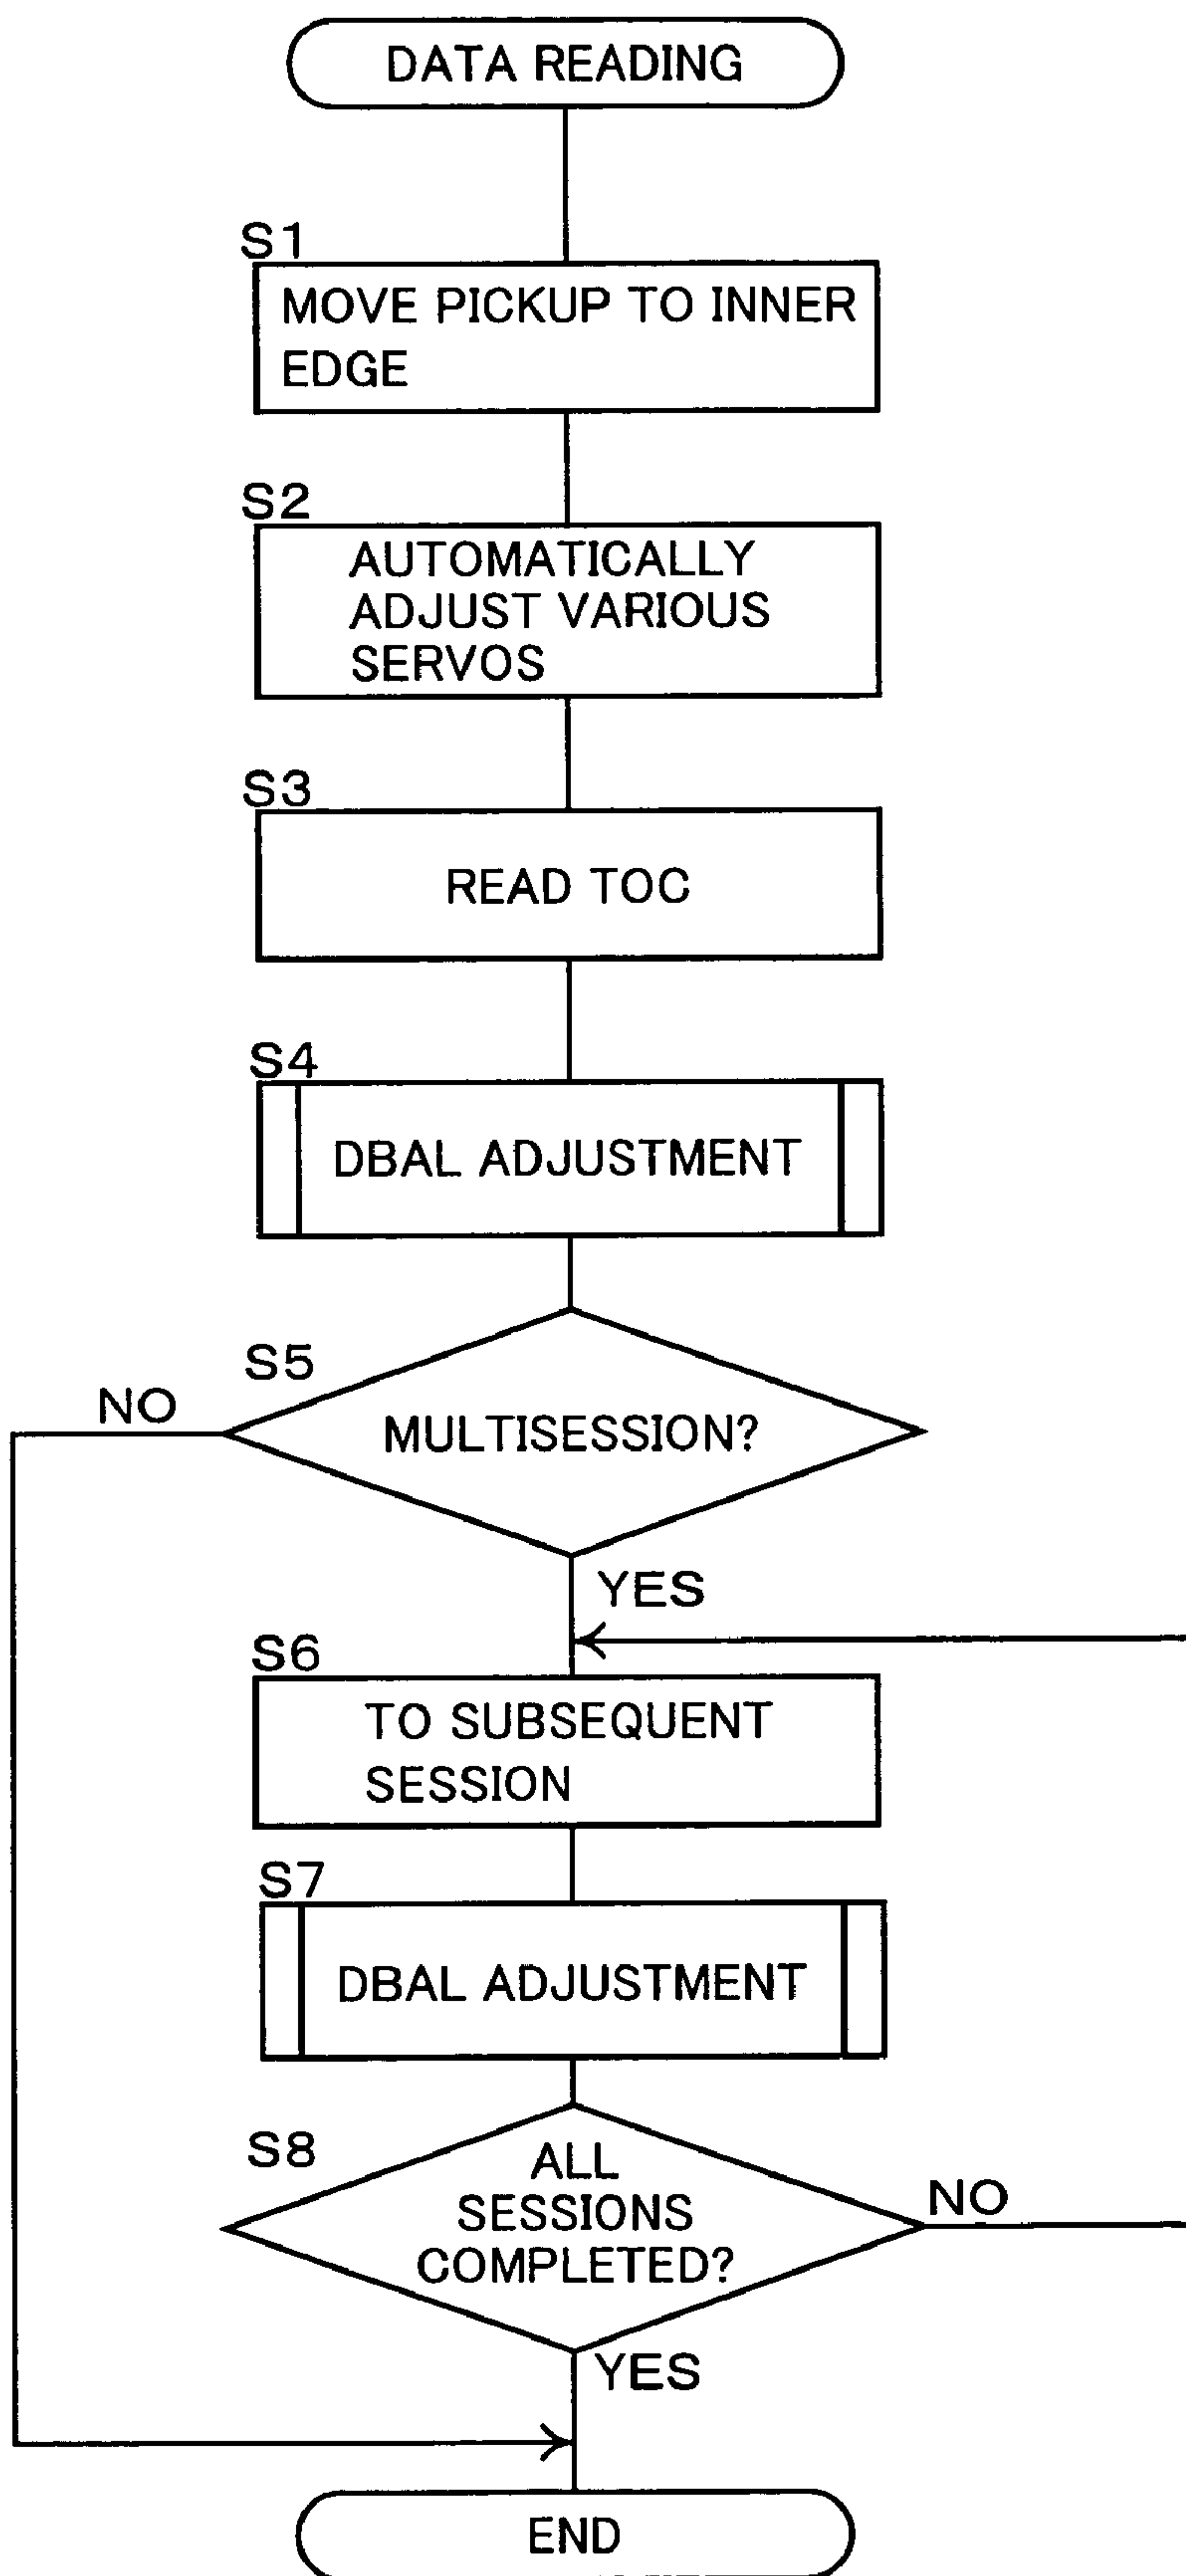 DATA READING
S1
MOVE PICKUP TO INNER
EDGE
S2
AUTOMATICALLY
ADJUST VARIOUS
SERVOS
S3
READ TOC
S4
DBAL ADJUSTMENT
S5
NO
MULTISESSION?
YES
S6
TO SUBSEQUENT
SESSION
S7
DBAL ADJUSTMENT
S8
ALL
SESSIONS
COMPLETED?
NO
YES
END